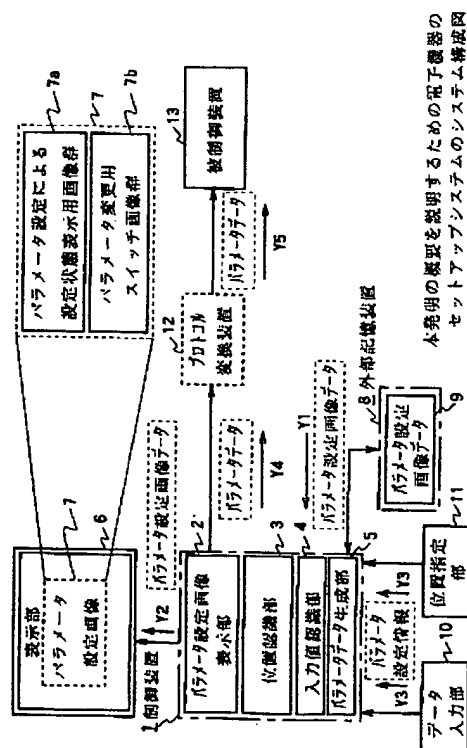 表示部
パラメータ
設定画像
7
6
パラメータ設定による
設定状態表示用画像群
パラメータ変更用
スイッチ画像群
7a
7
7b
1 制御装置
Y2
パラメータ設定画像データ
パラメータ設定画像
表示部
2
位置認識部
3
入力値認識部
4
パラメータデータ生成部
5
パラメータデータ
Y4
プロトコル
変換装置
12
パラメータデータ
Y5
被制御装置
13
Y1
パラメータ設定画像データ
8 外部記憶装置
パラメータ設定
画像データ
9
データ
入力部
10
Y3
パラメータ
設定情報
Y3
位置指定
部
11
本発明の概要を説明するための電子機器の
セットアップシステムのシステム構成図